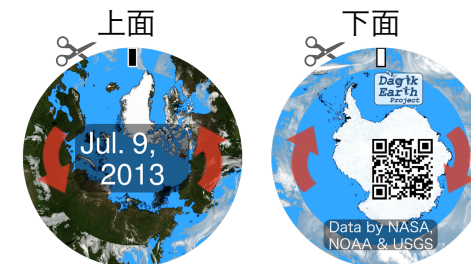 上面
下面
Jul. 9,
2013
Dagik
Earth
Project
Data by NASA,
NOAA & USGS